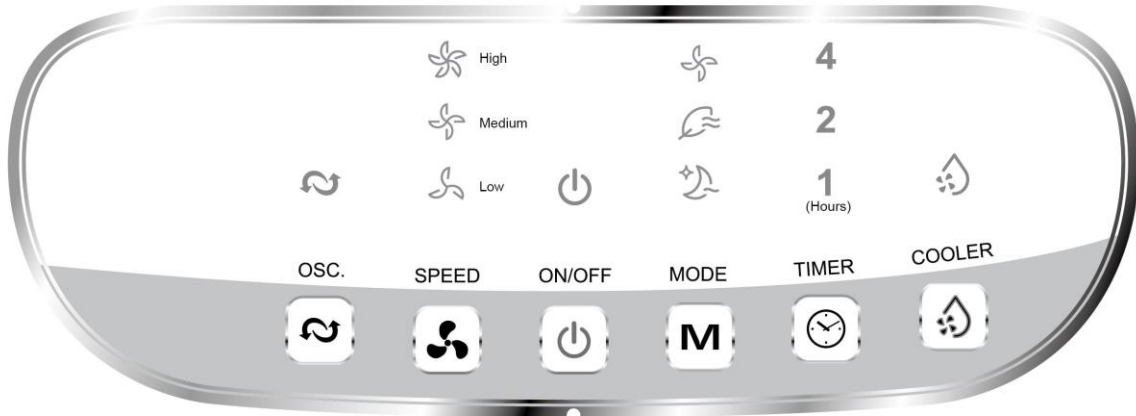 High
4
Medium
2
Low
1
(Hours)
OSC.
SPEED
ON/OFF
MODE
TIMER
COOLER
M